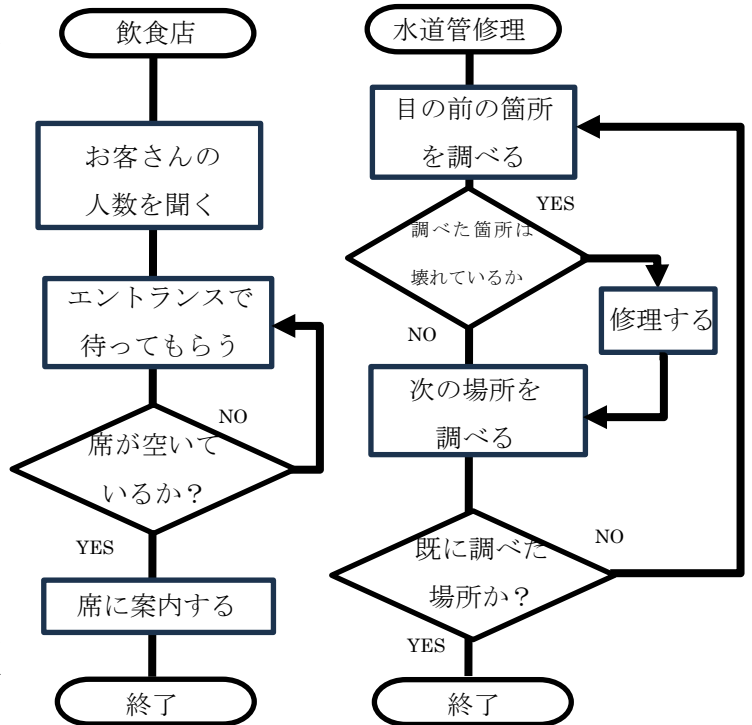 飲食店
お客さんの
人数を聞く
エントランスで
待ってもらう
NO
席が空いて
いるか？
YES
席に案内する
終了
水道管修理
目の前の箇所
を調べる
YES
調べた箇所は
壊れているか
修理する
NO
次の場所を
調べる
NO
既に調べた
場所か？
YES
終了